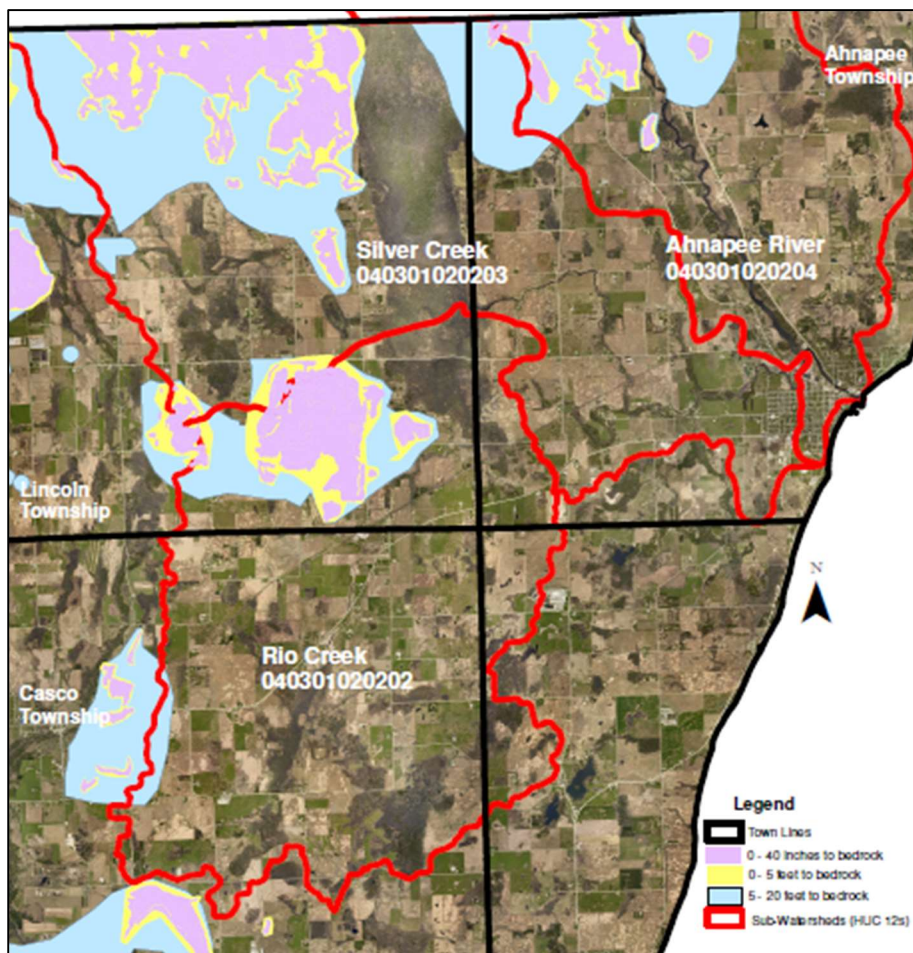 Ahnapee
Township
Silver Creek
040301020203
Ahnapee River
040301020204
Lincoln
Township
Rio Creek
040301020202
Casco
Township
N
Legend
Town Lines
0 - 40 inches to bedrock
0 - 5 feet to bedrock
5 - 20 feet to bedrock
Sub-Watersheds (HUC 12s)